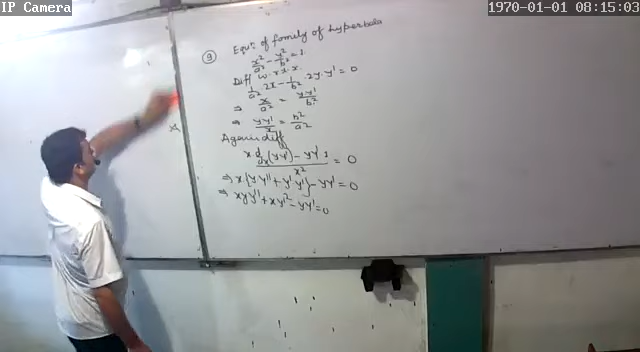 IP Camera
1970-01-01 08:15:03
9 Equn. of family of hyperbola
x²/a² - y²/b² = 1.
Diff w.r.t. x.
1/a² . 2x - 1/b² . 2y. y' = 0
⇒ x/a² = yy'/b²
⇒ yy'/x = b²/a²
Again diff
(x d/dx (yy') - yy' . 1)/x² = 0
⇒ x{yy'' + y'y'} - yy' = 0
⇒ xyy'' + xy'² - yy' = 0